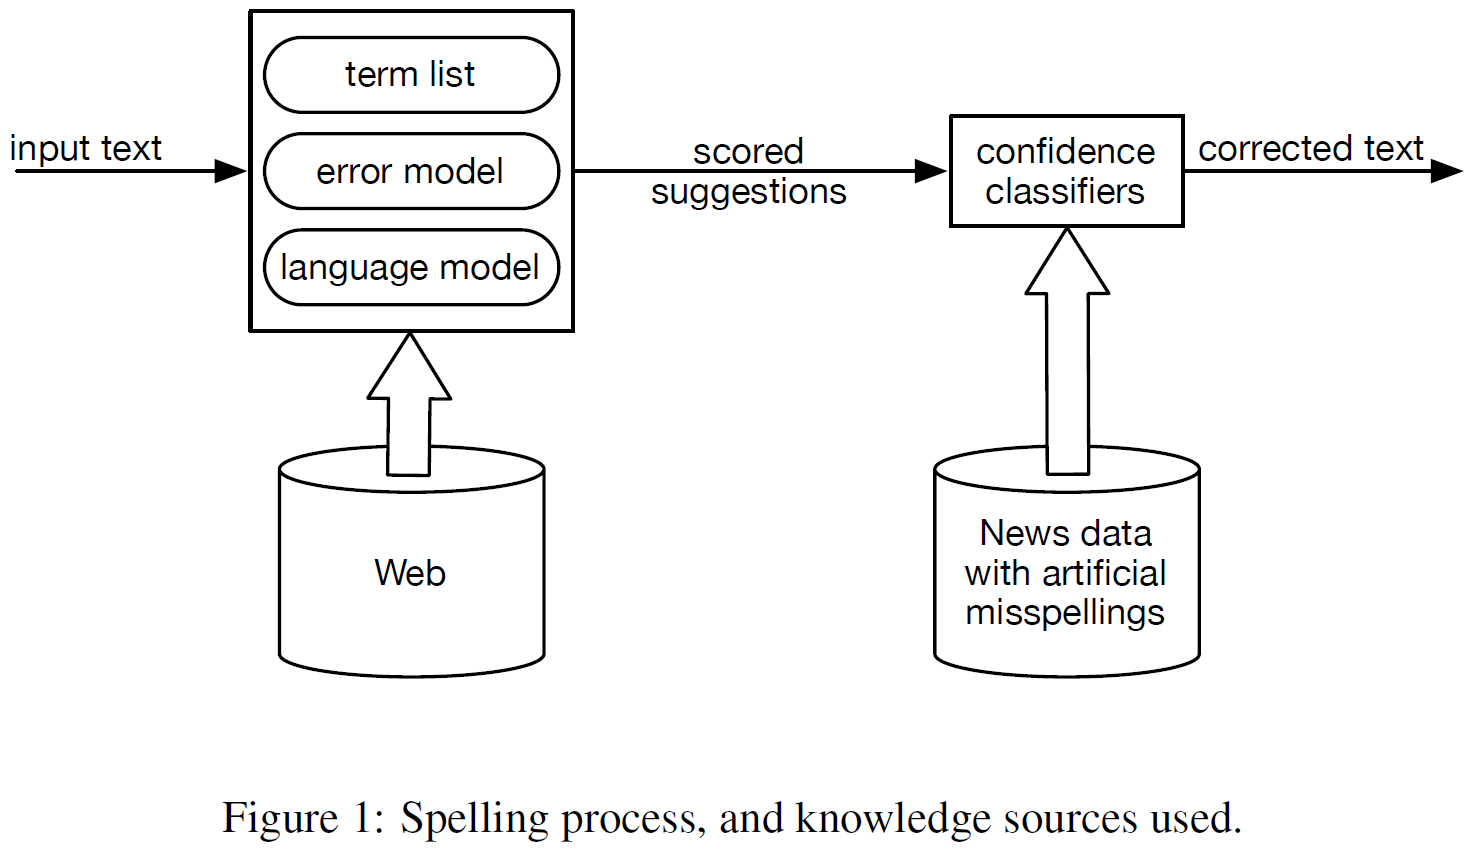 input text
term list
error model
language model
scored
suggestions
confidence
classifiers
corrected text
Web
News data
with artificial
misspellings
Figure 1: Spelling process, and knowledge sources used.